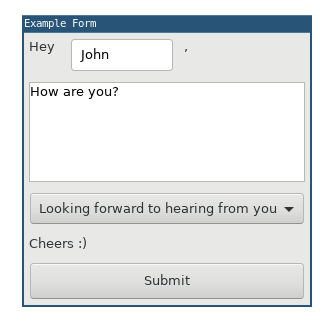 Example Form
Hey John ,
How are you?
Looking forward to hearing from you
Cheers :)
Submit